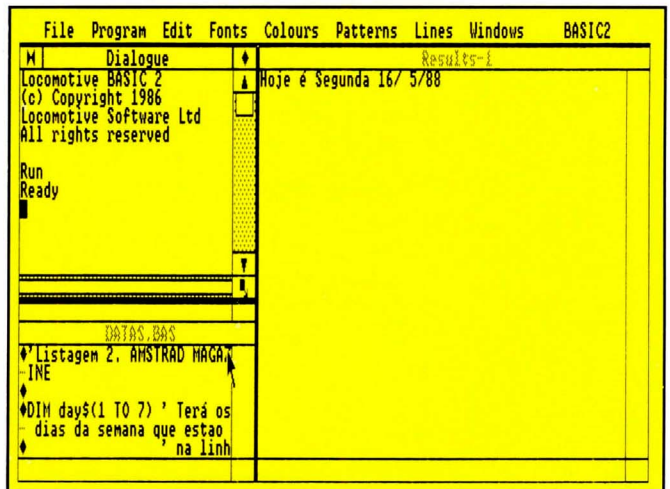 File Program Edit Fonts Colours Patterns Lines Windows BASIC2
Dialogue
Locomotive BASIC 2
(c) Copyright 1986
Locomotive Software Ltd
All rights reserved
Run
Ready
Results-1
Hoje é Segunda 16/ 5/88
DATAS.BAS
'Listagem 2. AMSTRAD MAGAZ
INE
DIM day$(1 TO 7) ' Terá os
dias da semana que estao
' na linh